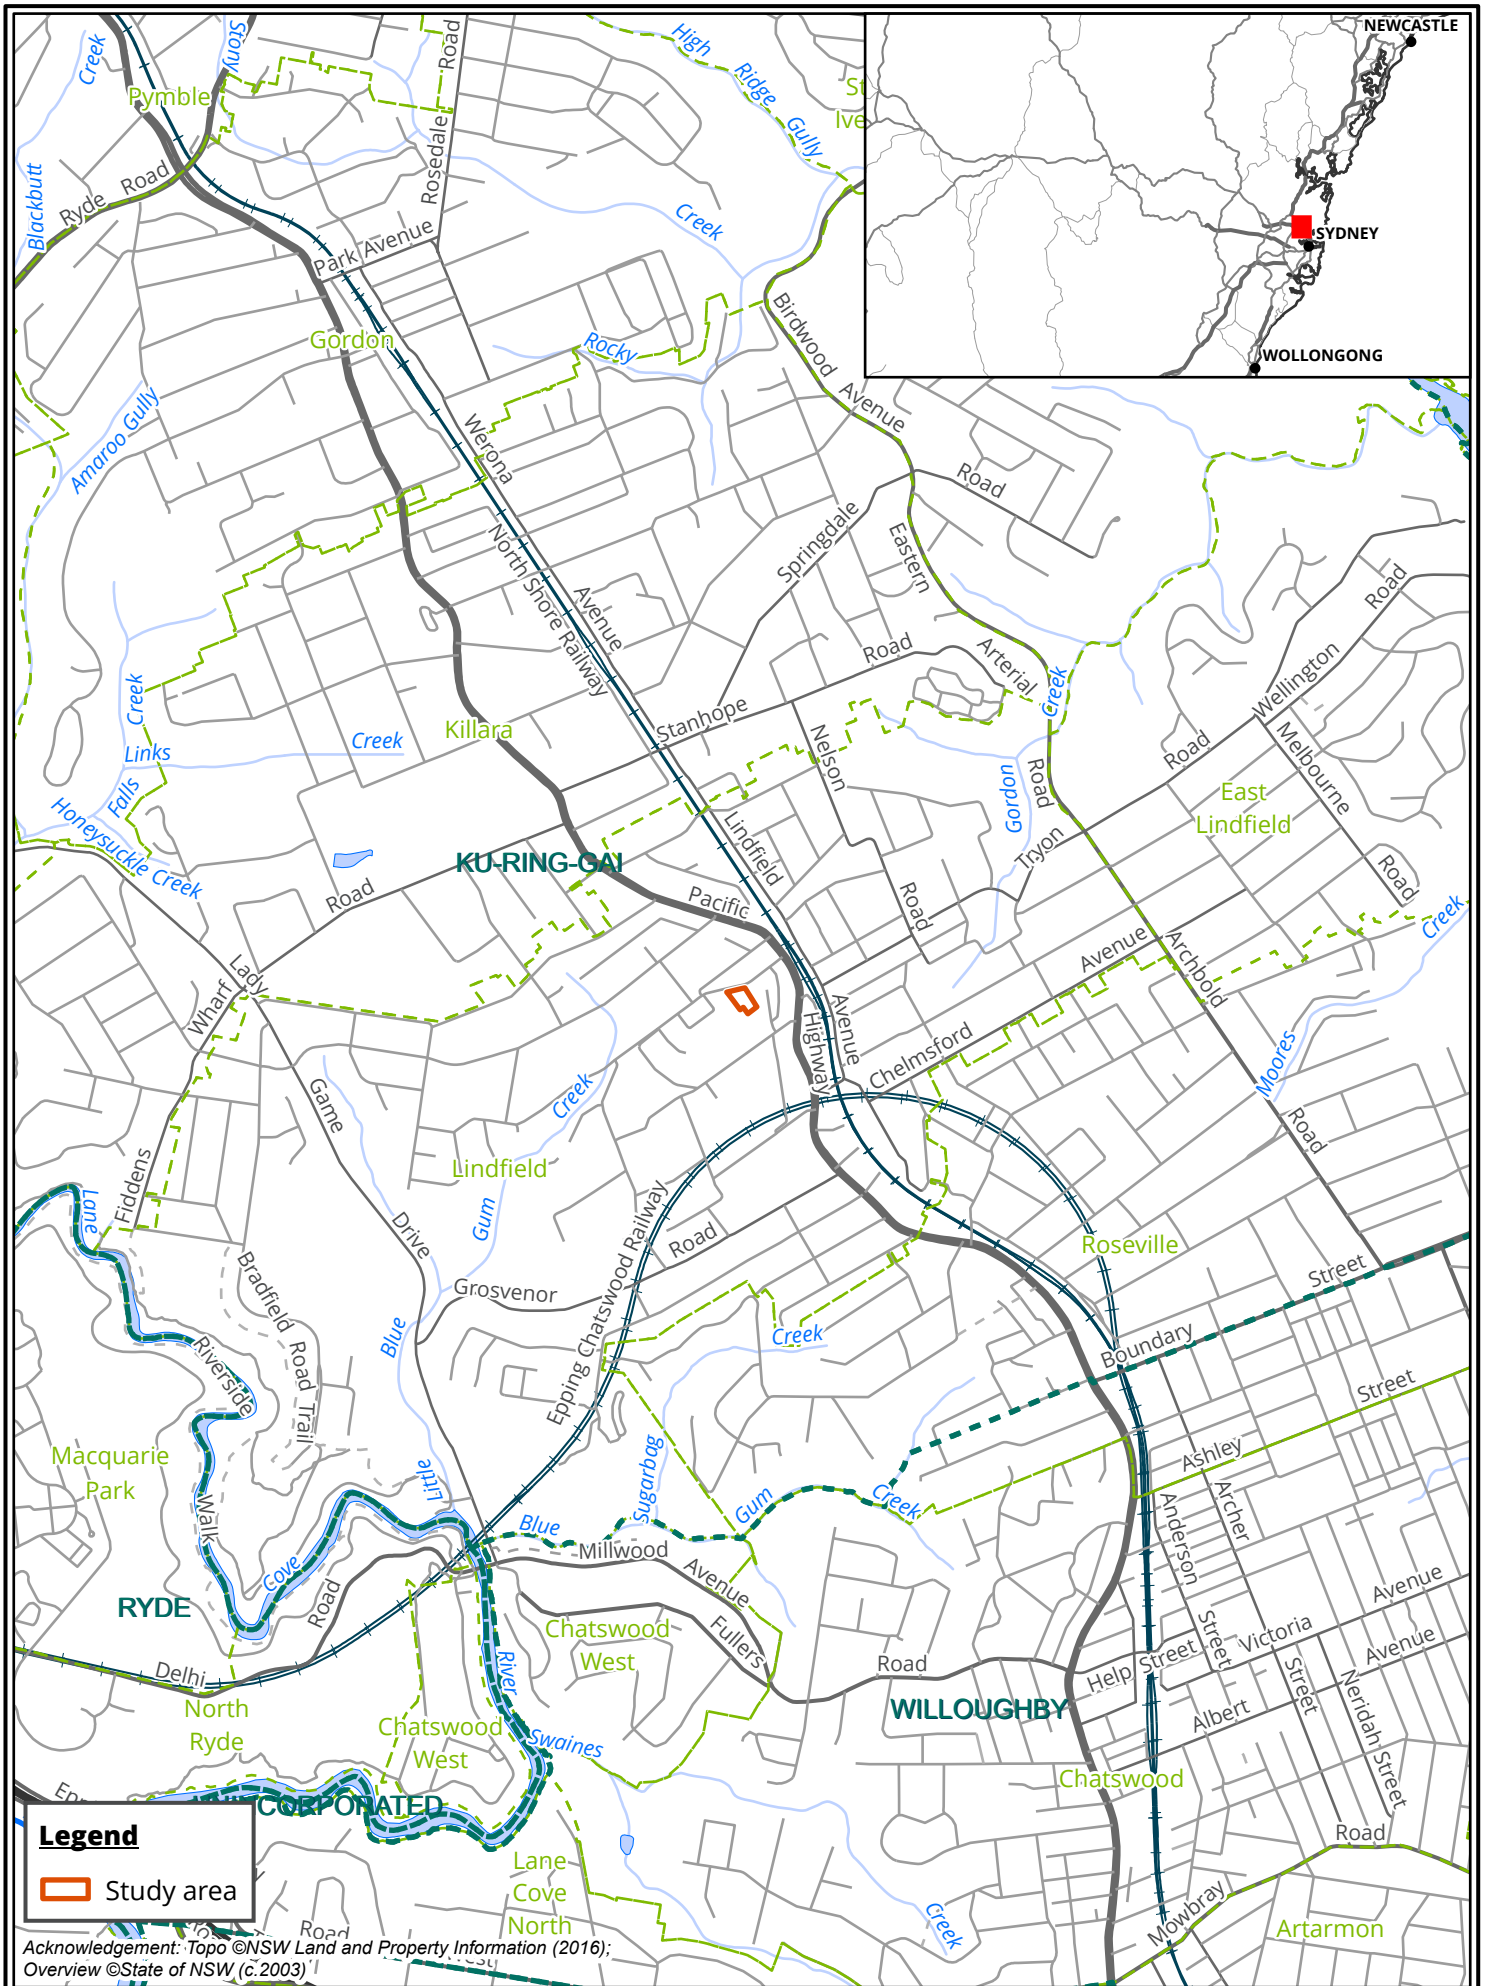 NEWCASTLE
SYDNEY
WOLLONGONG
Creek
Stony
Road
High
Ridge
Gully
St
Ive
Pymble
Blackbutt
Ryde Road
Rosedale
Park Avenue
Creek
Gordon
Rocky
Birdwood
Avenue
Amaroo Gully
Werona
Avenue
North Shore Railway
Springdale
Road
Eastern
Arterial
Road
Road
Stanhope
Creek
Gordon
Wellington
Road
Road
Melbourne
Road
Creek
Links
Creek
Falls
Honeysuckle Creek
Killara
Nelson
Road
East
Lindfield
Tryon
Lindfield
Avenue
KU-RING-GAI
Road
Pacific
Highway
Avenue
Archbold
Road
Creek
Moores
Lady
Game
Drive
Wharf
Fiddens
Chelmsford
Creek
Gum
Blue
Little
Lindfield
Lane
Bradfield
Road
Trail
Riverside
Walk
Cove
River
Epping Chatswood Railway
Grosvenor
Road
Roseville
Street
Boundary
Creek
Street
Ashley
Archer
Street
Anderson
Street
Macquarie
Park
Sugarbag
Blue
Gum
Creek
Millwood
Avenue
Fullers
Road
RYDE
Road
Delhi
Chatswood
West
North
Ryde
Chatswood
West
Swaines
Creek
WILLOUGHBY
Help Street
Victoria
Avenue
Albert
Avenue
Neridah Street
Chatswood
Road
Mowbray
Artarmon
Lane
Cove
North
Legend
Study area
Road
West
Acknowledgement: Topo ©NSW Land and Property Information (2016);
Overview ©State of NSW (c.2003)